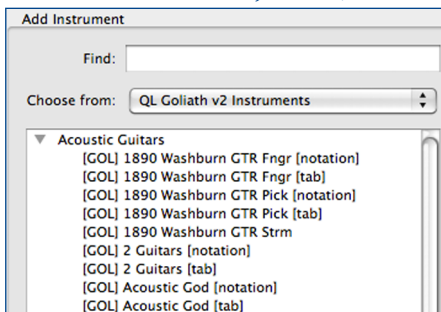 Add Instrument
Find:
Choose from: QL Goliath v2 Instruments
Acoustic Guitars
[GOL] 1890 Washburn GTR Fngr [notation]
[GOL] 1890 Washburn GTR Fngr [tab]
[GOL] 1890 Washburn GTR Pick [notation]
[GOL] 1890 Washburn GTR Pick [tab]
[GOL] 1890 Washburn GTR Strm
[GOL] 2 Guitars [notation]
[GOL] 2 Guitars [tab]
[GOL] Acoustic God [notation]
[GOL] Acoustic God [tab]